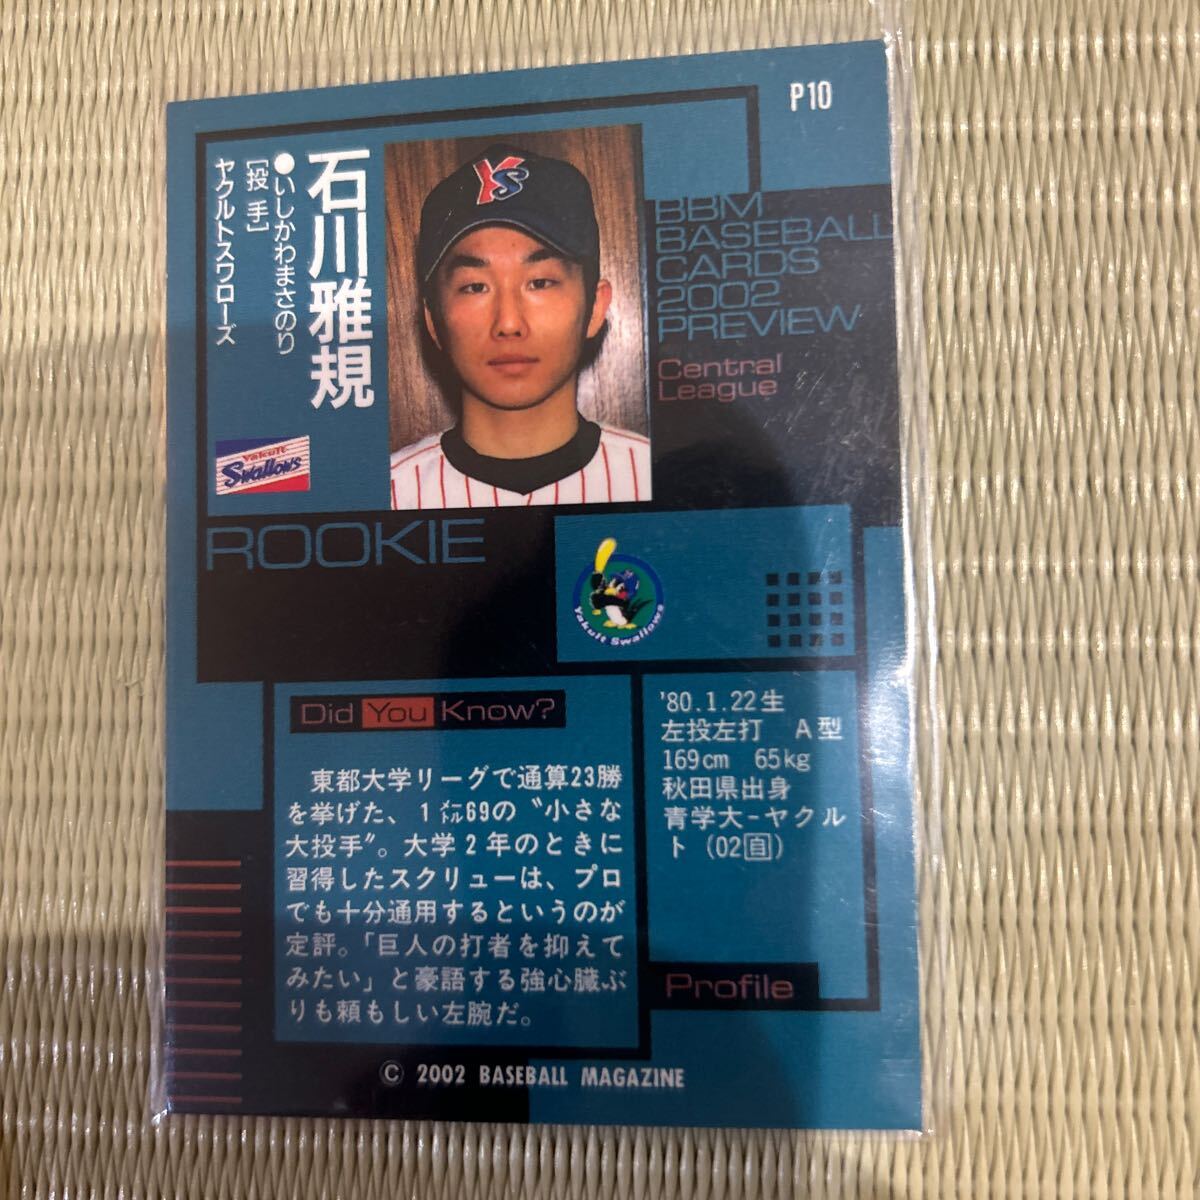 P10
石川雅規
●いしかわまさのり
[投手]
ヤクルトスワローズ
YS
BBM
BASEBALL
CARDS
2002
PREVIEW
Central
League
Yakult
Swallows
ROOKIE
Yakult Swallows
Did You Know?
東都大学リーグで通算23勝
を挙げた、1㍍69の〝小さな
大投手〟。大学2年のときに
習得したスクリューは、プロ
でも十分通用するというのが
定評。「巨人の打者を抑えて
みたい」と豪語する強心臓ぶ
りも頼もしい左腕だ。
'80.1.22生
左投左打 A型
169cm 65kg
秋田県出身
青学大-ヤクル
ト(02自)
Profile
© 2002 BASEBALL MAGAZINE